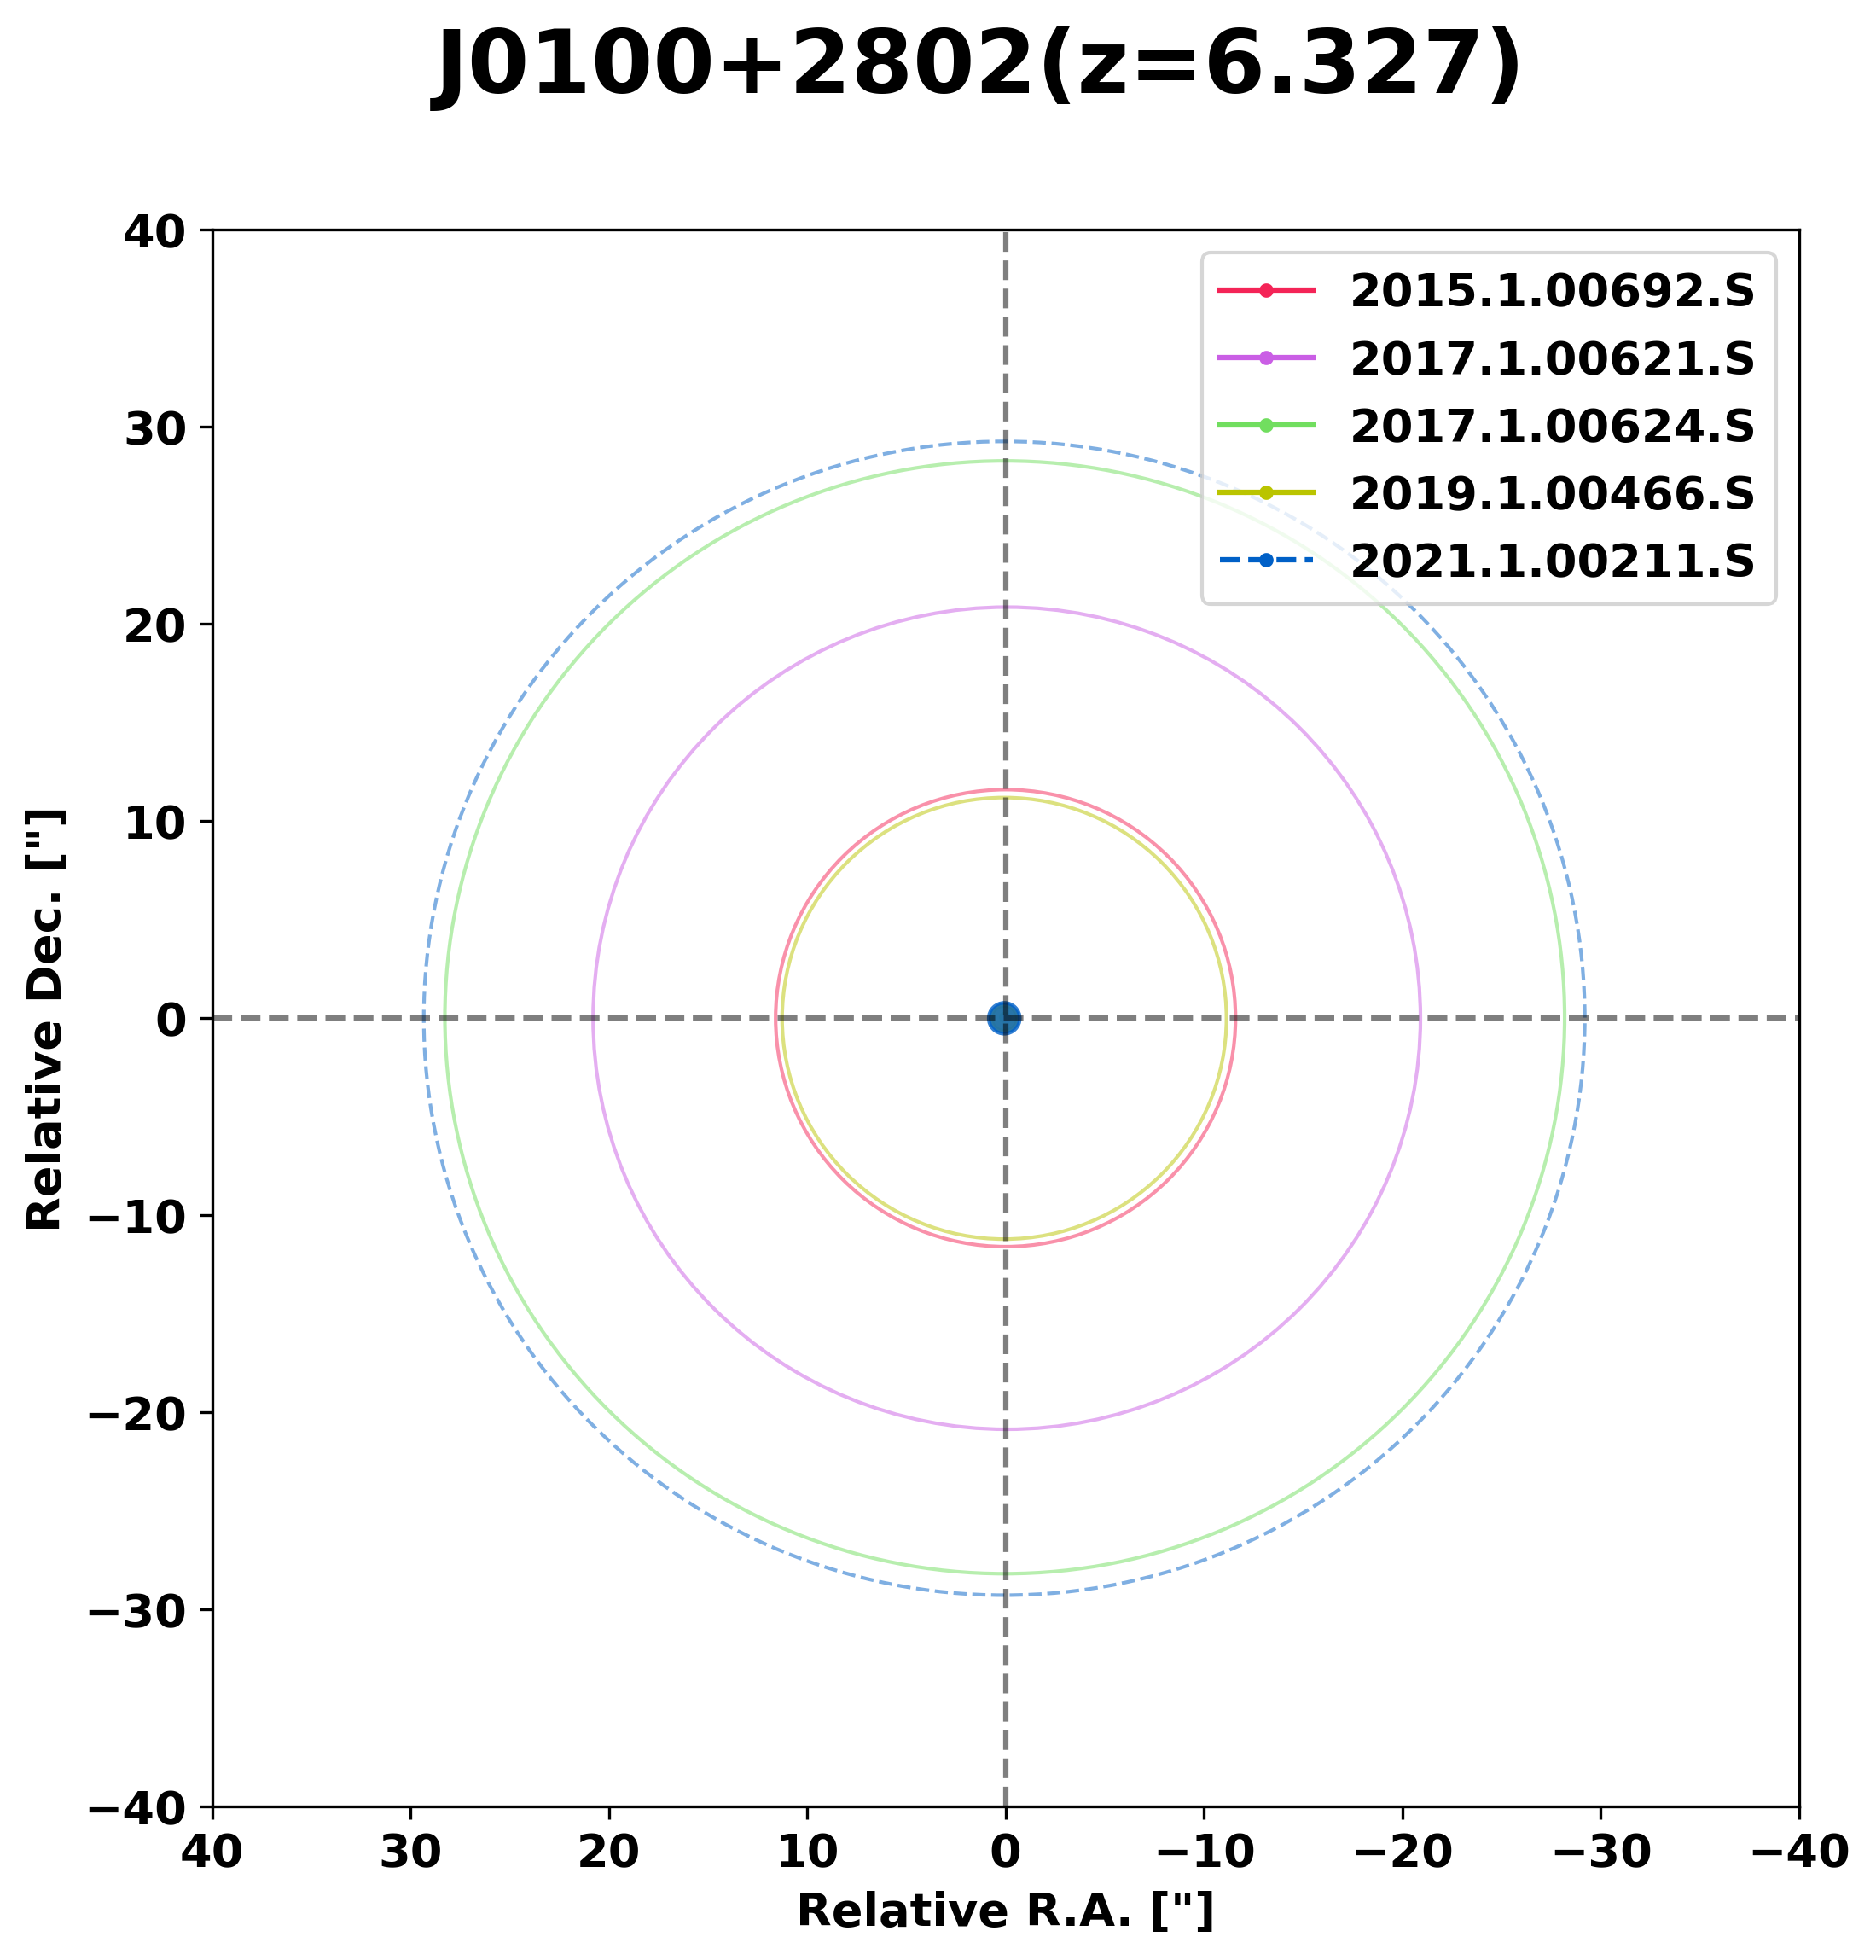 J0100+2802(z=6.327)
2015.1.00692.S
2017.1.00621.S
2017.1.00624.S
2019.1.00466.S
2021.1.00211.S
40
30
20
10
0
−10
−20
−30
−40
Relative Dec. ["]
40 30 20 10 0 −10 −20 −30 −40
Relative R.A. ["]